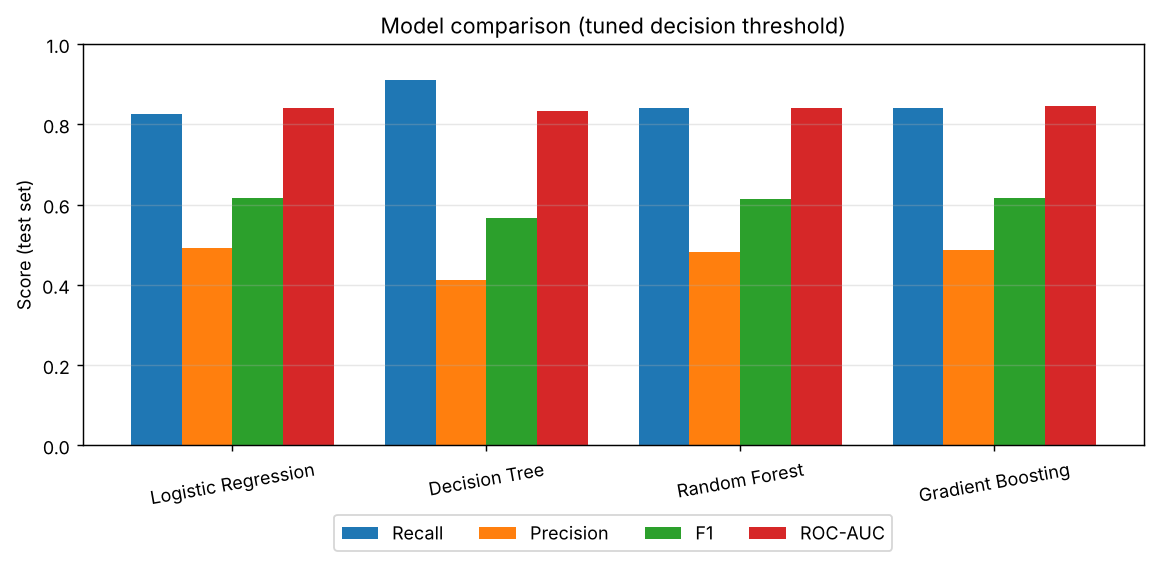 Model comparison (tuned decision threshold)
Score (test set)
1.0
0.8
0.6
0.4
0.2
0.0
Logistic Regression
Decision Tree
Random Forest
Gradient Boosting
Recall Precision F1 ROC-AUC